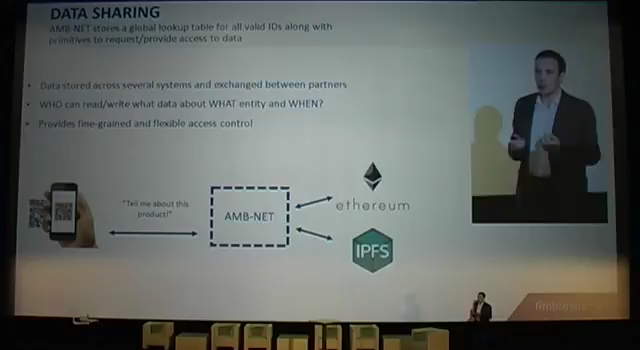 DATA SHARING
AMB-NET stores a global lookup table for all valid IDs along with
primitives to request/provide access to data
• Data stored across several systems and exchanged between partners
• WHO can read/write what data about WHAT entity and WHEN?
• Provides fine-grained and flexible access control
"Tell me about this
product!"
AMB-NET
ethereum
IPFS